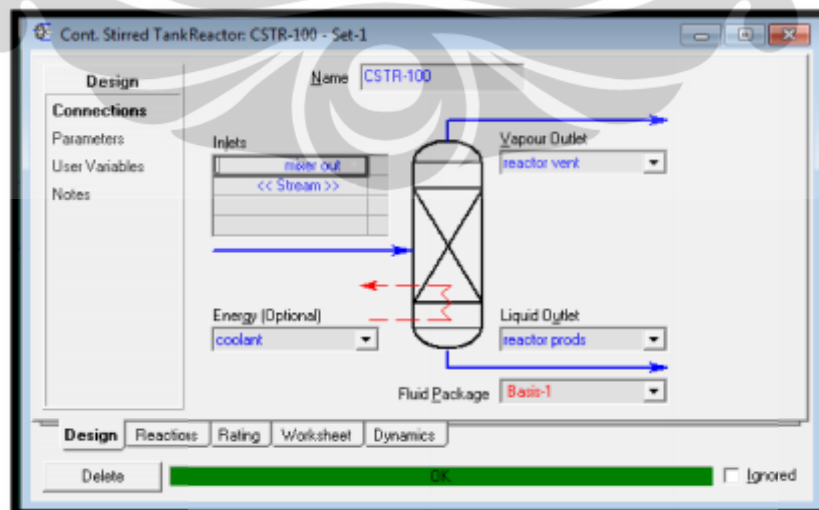 Cont. Stirred TankReactor: CSTR-100 - Set-1
Design
Connections
Parameters
User Variables
Notes
Name CSTR-100
Inlets
mixer out
<< Stream >>
Vapour Outlet
reactor vent
Energy (Optional)
coolant
Liquid Outlet
reactor prods
Fluid Package Basis-1
Design Reactions Rating Worksheet Dynamics
Delete OK Ignored